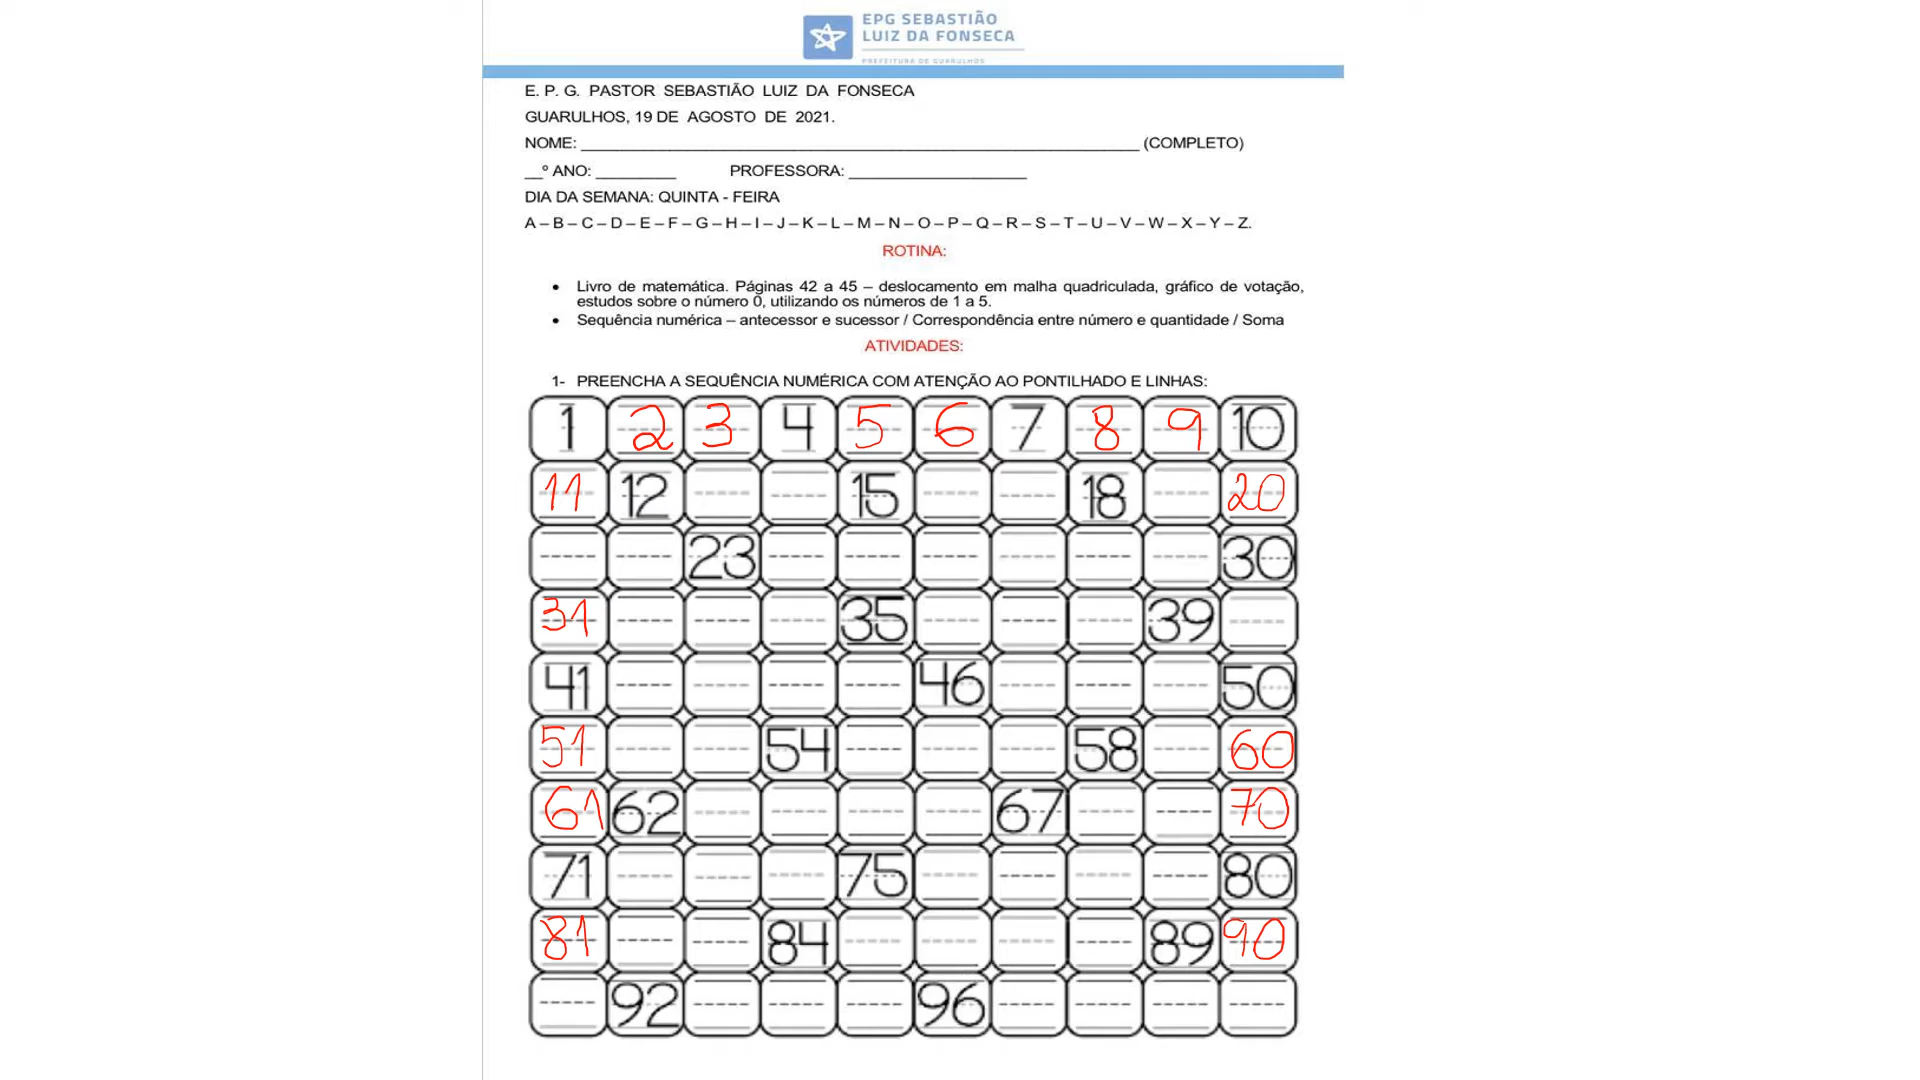 EPG SEBASTIÃO
LUIZ DA FONSECA
PREFEITURA DE GUARULHOS
E. P. G. PASTOR SEBASTIÃO LUIZ DA FONSECA
GUARULHOS, 19 DE AGOSTO DE 2021.
NOME: ______________________________ (COMPLETO)
__º ANO: _________ PROFESSORA: ____________________
DIA DA SEMANA: QUINTA - FEIRA
A – B – C – D – E – F – G – H – I – J – K – L – M – N – O – P – Q – R – S – T – U – V – W – X – Y – Z.
ROTINA:
• Livro de matemática. Páginas 42 a 45 – deslocamento em malha quadriculada, gráfico de votação,
estudos sobre o número 0, utilizando os números de 1 a 5.
• Sequência numérica – antecessor e sucessor / Correspondência entre número e quantidade / Soma
ATIVIDADES:
1- PREENCHA A SEQUÊNCIA NUMÉRICA COM ATENÇÃO AO PONTILHADO E LINHAS:
1 2 3 4 5 6 7 8 9 10
11 12 15 18 20
23 30
31 35 39
41 46 50
51 54 58 60
61 62 67 70
71 75 80
81 84 89 90
92 96